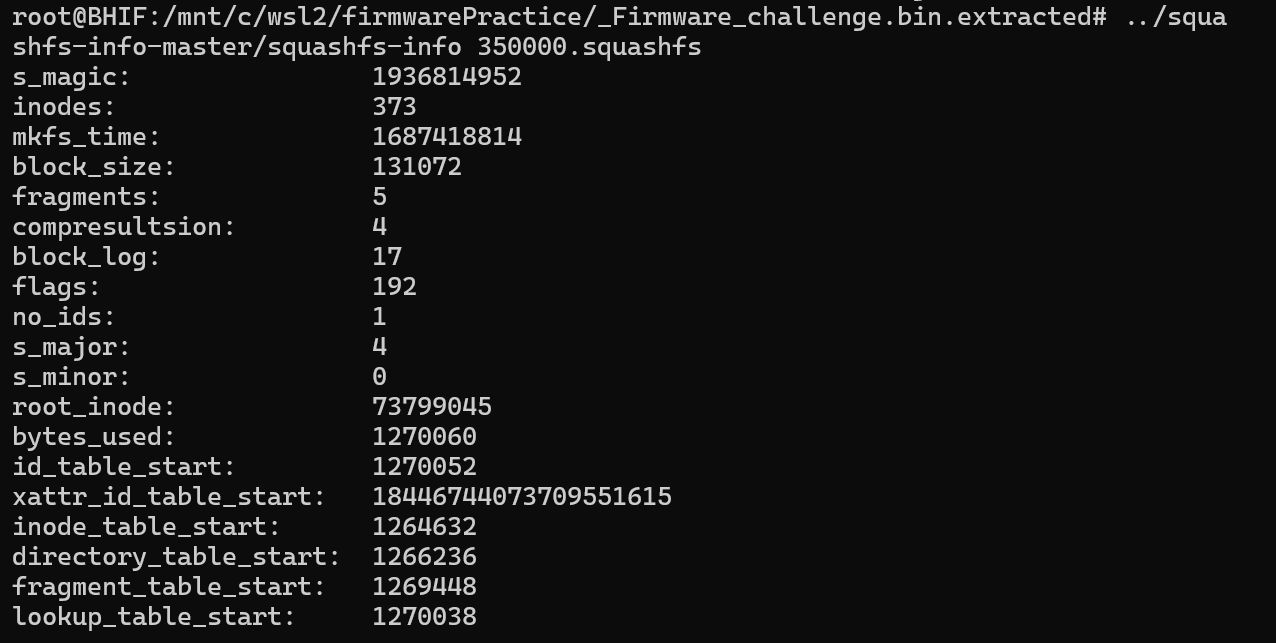 root@BHIF:/mnt/c/wsl2/firmwarePractice/_Firmware_challenge.bin.extracted# ../squa
shfs-info-master/squashfs-info 350000.squashfs
s_magic: 1936814952
inodes: 373
mkfs_time: 1687418814
block_size: 131072
fragments: 5
compresultsion: 4
block_log: 17
flags: 192
no_ids: 1
s_major: 4
s_minor: 0
root_inode: 73799045
bytes_used: 1270060
id_table_start: 1270052
xattr_id_table_start: 18446744073709551615
inode_table_start: 1264632
directory_table_start: 1266236
fragment_table_start: 1269448
lookup_table_start: 1270038